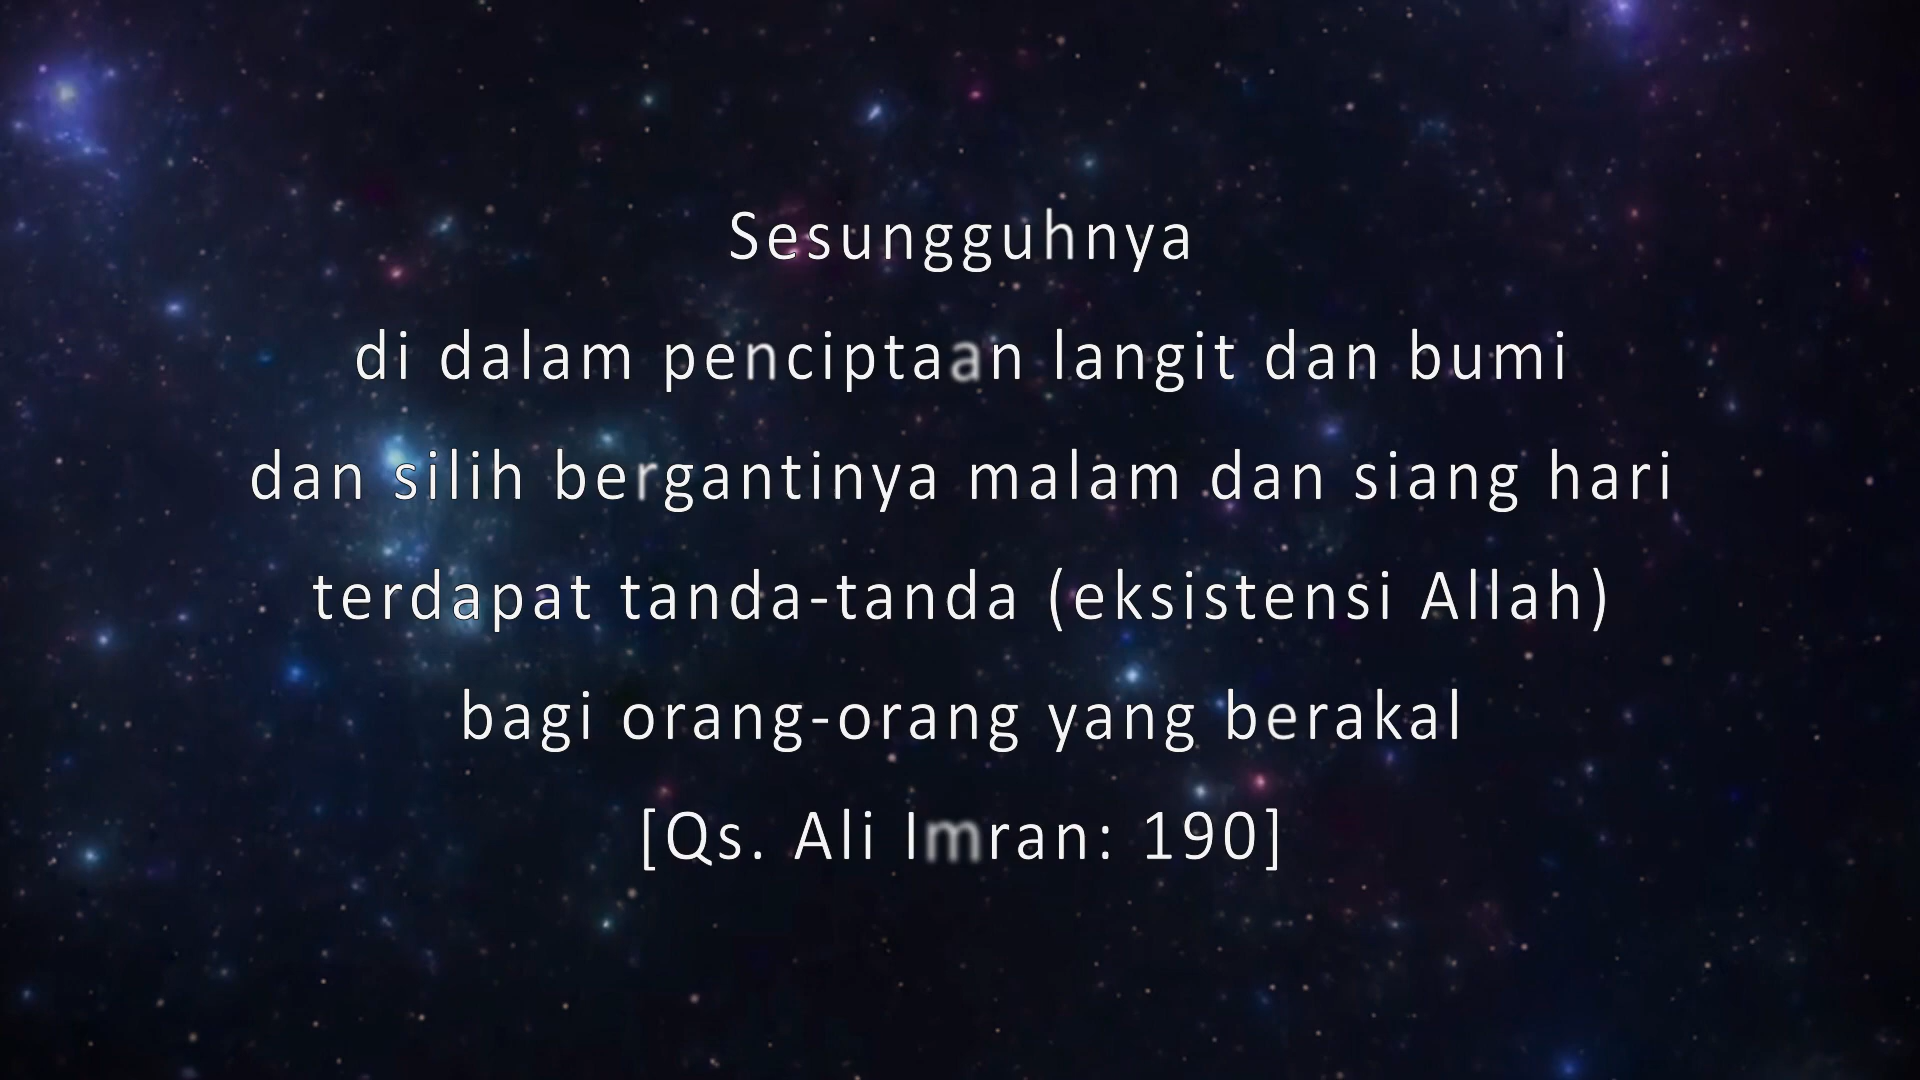 Sesungguhnya
di dalam penciptaan langit dan bumi
dan silih bergantinya malam dan siang hari
terdapat tanda-tanda (eksistensi Allah)
bagi orang-orang yang berakal
[Qs. Ali Imran: 190]